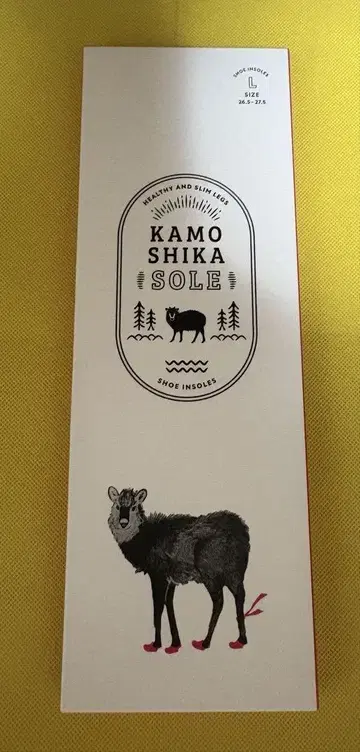 SHOE INSOLES
L
SIZE
26.5-27.5
HEALTHY AND SLIM LEGS
KAMO
SHIKA
SOLE
SHOE INSOLES